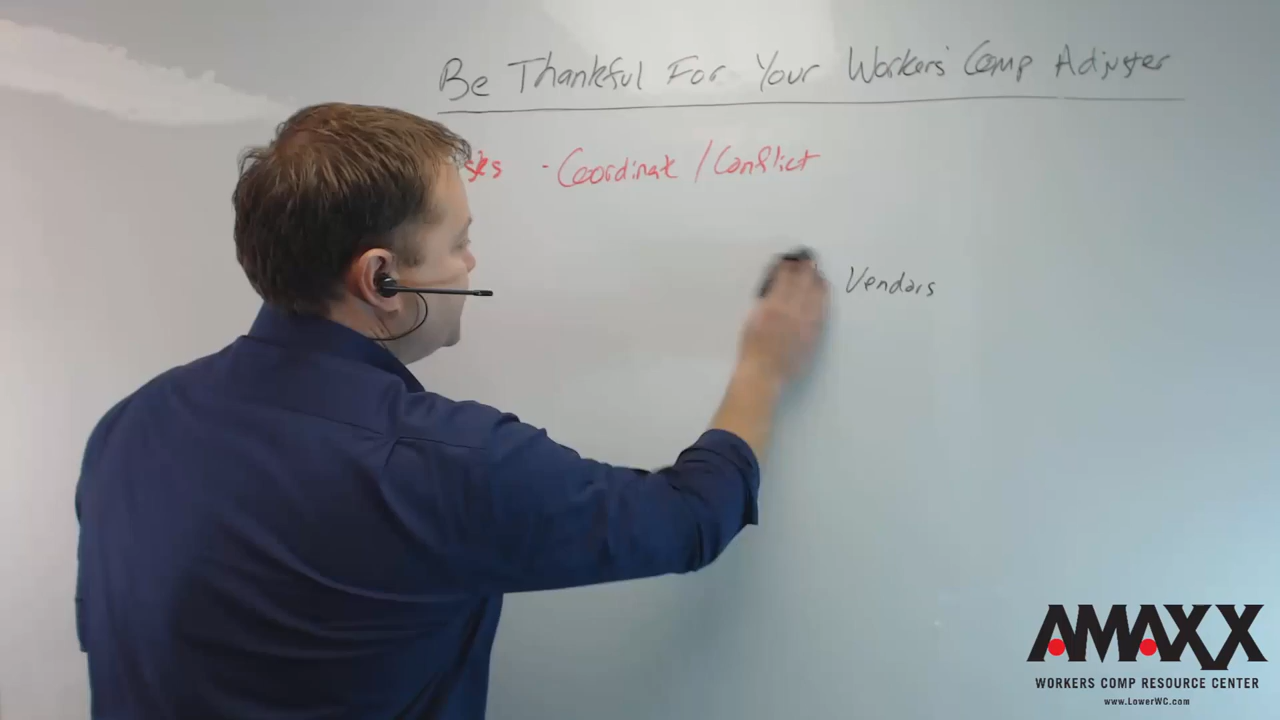 Be Thankful For Your Workers' Comp Adjuster
- Coordinate / Conflict
Vendors
AMAXX
WORKERS COMP RESOURCE CENTER
www.LowerWC.com